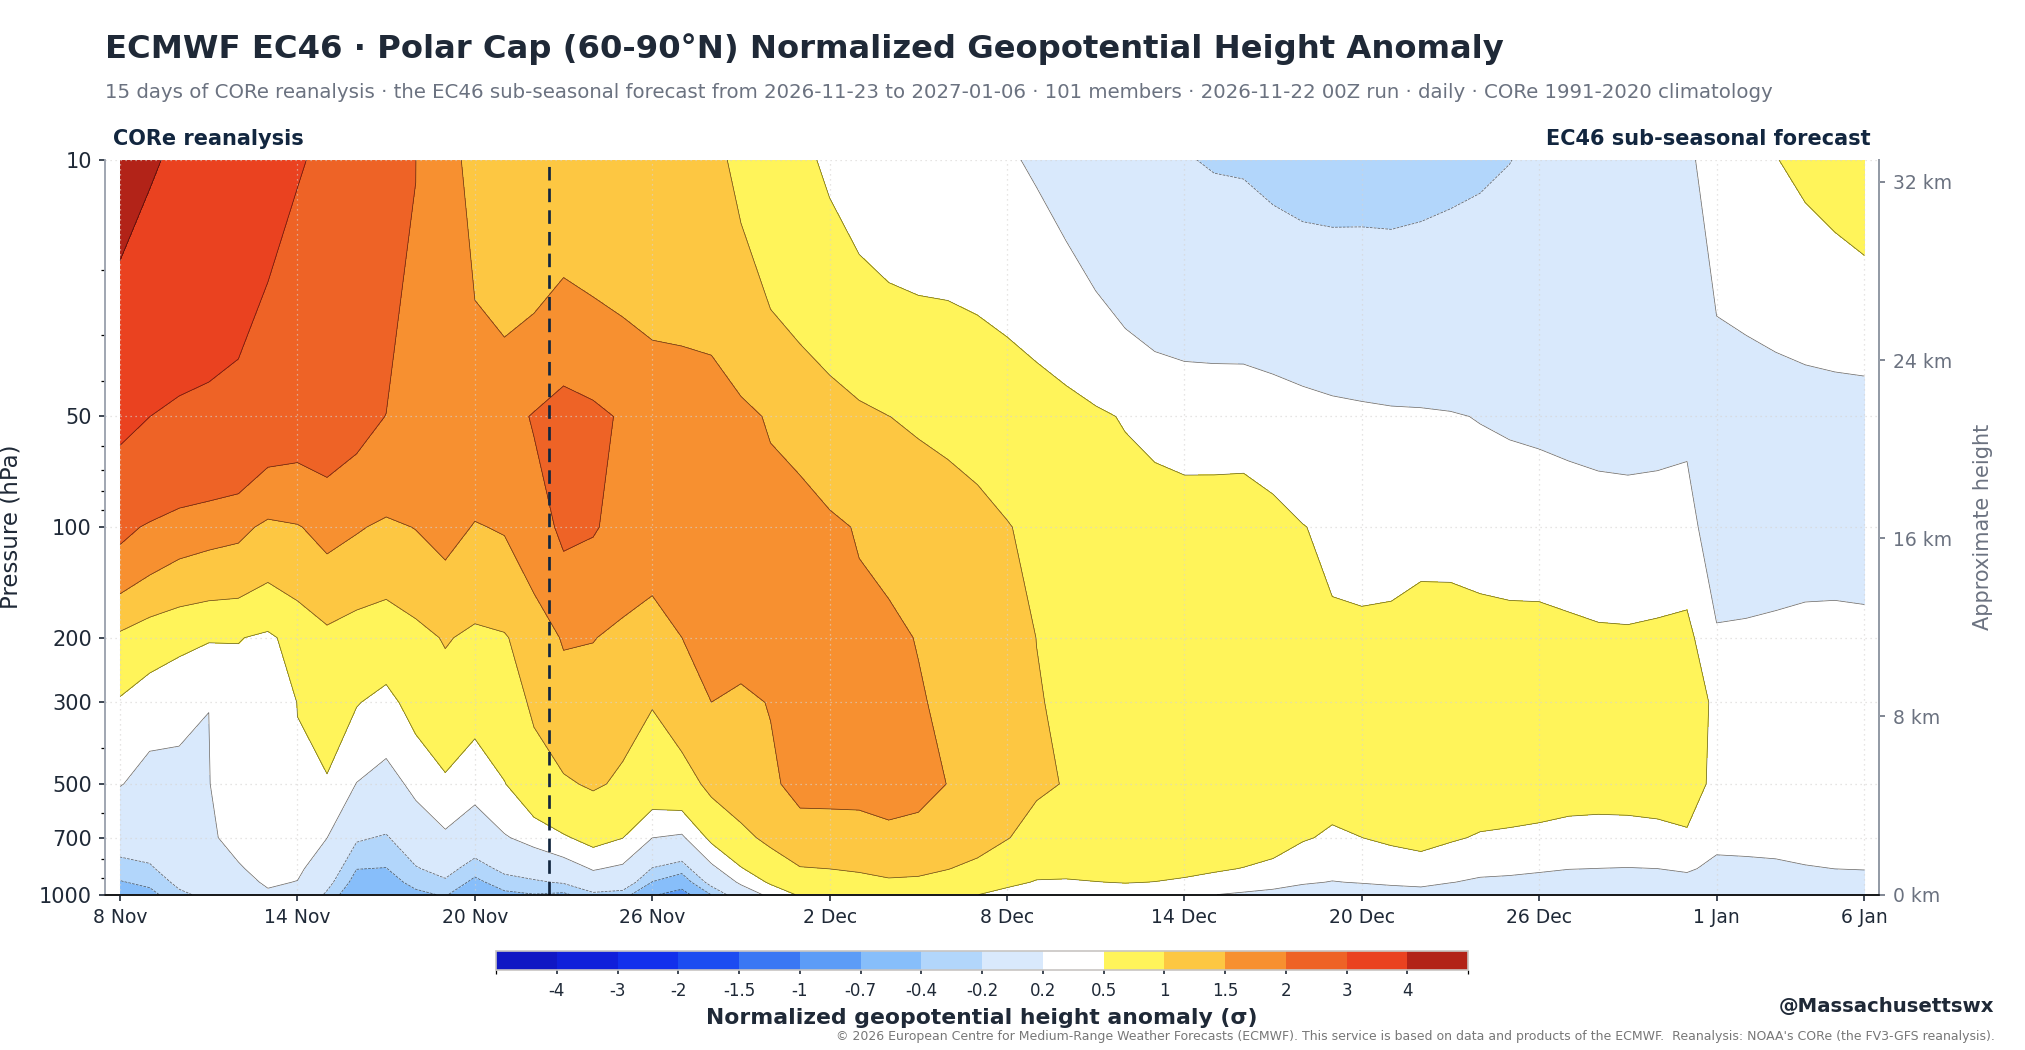 ECMWF EC46 · Polar Cap (60-90°N) Normalized Geopotential Height Anomaly
15 days of CORe reanalysis · the EC46 sub-seasonal forecast from 2026-11-23 to 2027-01-06 · 101 members · 2026-11-22 00Z run · daily · CORe 1991-2020 climatology
CORe reanalysis
EC46 sub-seasonal forecast
10
50
100
200
300
500
700
1000
Pressure (hPa)
32 km
24 km
16 km
8 km
0 km
Approximate height
8 Nov 14 Nov 20 Nov 26 Nov 2 Dec 8 Dec 14 Dec 20 Dec 26 Dec 1 Jan 6 Jan
-4 -3 -2 -1.5 -1 -0.7 -0.4 -0.2 0.2 0.5 1 1.5 2 3 4
Normalized geopotential height anomaly (σ)
@Massachusettswx
© 2026 European Centre for Medium-Range Weather Forecasts (ECMWF). This service is based on data and products of the ECMWF. Reanalysis: NOAA's CORe (the FV3-GFS reanalysis).